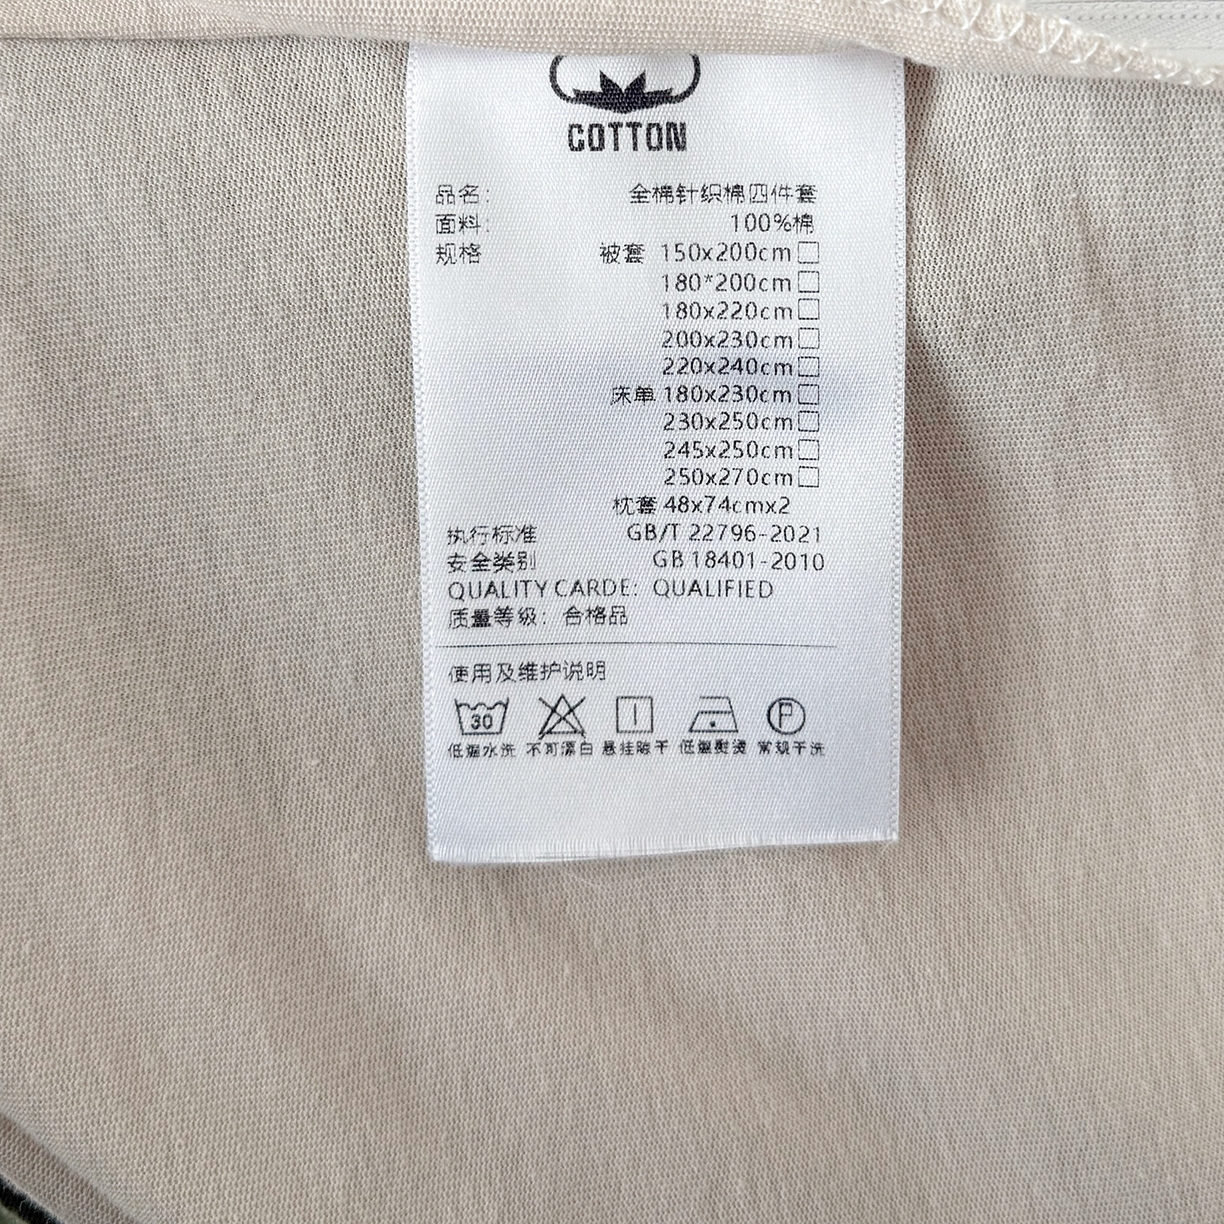 COTTON
品名： 全棉针织棉四件套
面料： 100%棉
规格 被套 150x200cm□
180*200cm□
180x220cm□
200x230cm□
220x240cm□
床单 180x230cm□
230x250cm□
245x250cm□
250x270cm□
枕套 48x74cmx2
执行标准 GB/T 22796-2021
安全类别 GB 18401-2010
QUALITY CARDE： QUALIFIED
质量等级： 合格品
使用及维护说明
30 P
低温水洗 不可漂白 悬挂晾干 低温熨烫 常规干洗